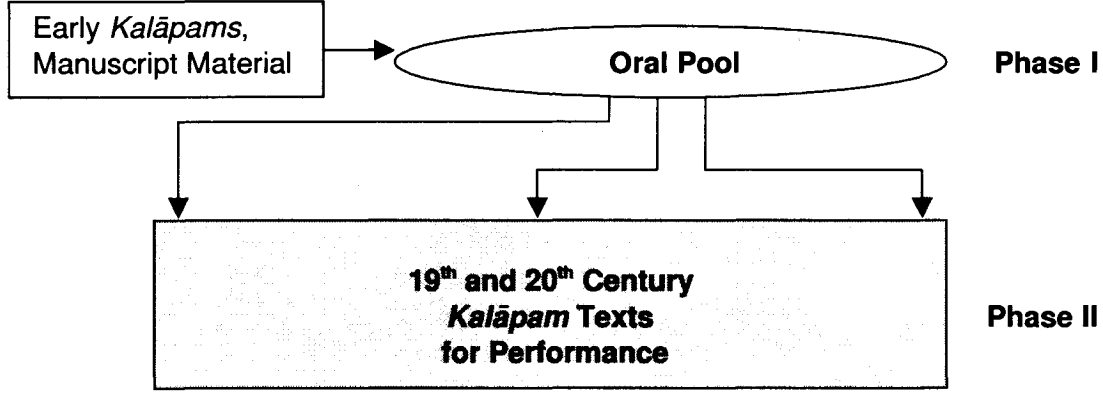 Early Kalāpams,
Manuscript Material
Oral Pool
Phase I
19th and 20th Century
Kalāpam Texts
for Performance
Phase II